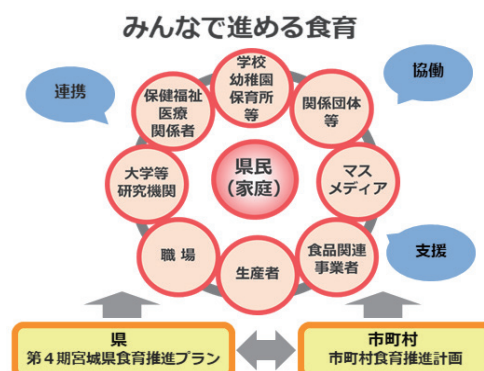 みんなで進める食育
連携
協働
学校
幼稚園
保育所
等
保健福祉
医療
関係者
関係団体
等
大学等
研究機関
県民
（家庭）
マス
メディア
職場
生産者
食品関連
事業者
支援
県
第４期宮城県食育推進プラン
市町村
市町村食育推進計画